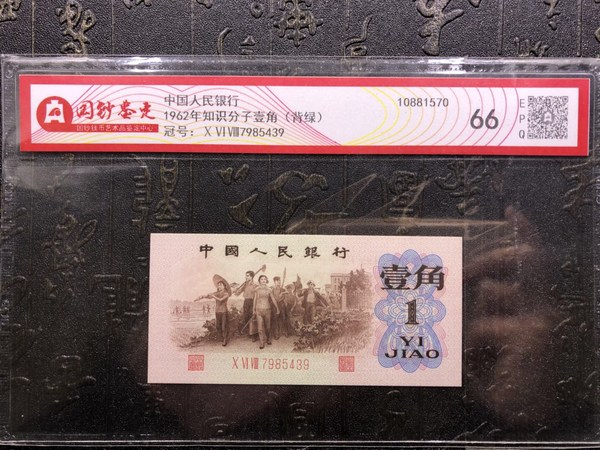 国钞鉴定
国钞钱币艺术品鉴定中心
中国人民银行
1962年知识分子壹角（背绿）
冠号：X VI VIII7985439
10881570
66
E
P
Q
中國人民銀行
壹角
1
YI
JIAO
X VI VIII 7985439